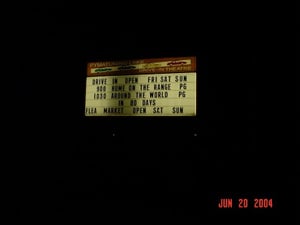 THEATRE
DRIVE IN OPEN FRI SAT SUN
900 HOME ON THE RANGE PG
1030 AROUND THE WORLD PG
IN 80 DAYS
FLEA MARKET OPEN SAT SUN
JUN 20 2004